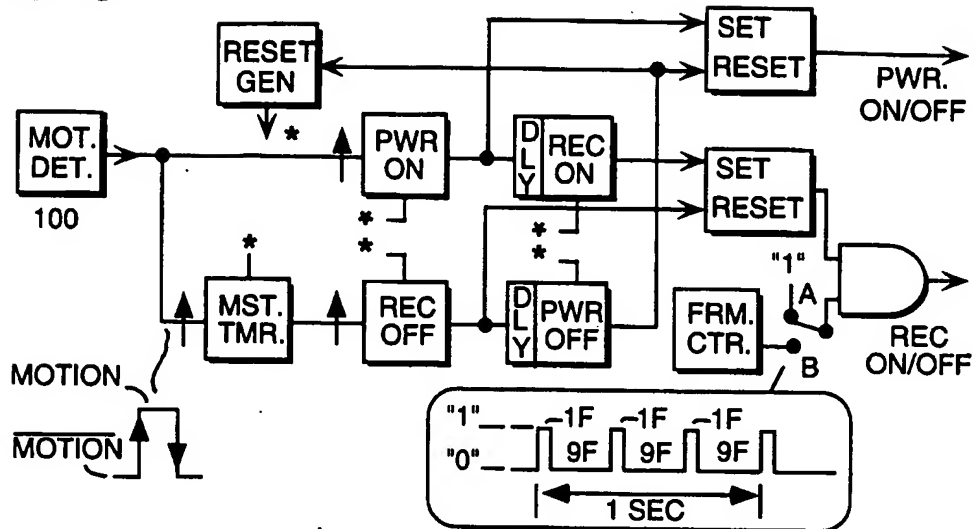 RESET
GEN
*
SET
RESET
PWR.
ON/OFF
MOT.
DET.
100
PWR
ON
DLY
REC
ON
SET
RESET
*
*
*
*
*
"1"
A
MST.
TMR.
REC
OFF
DLY
PWR
OFF
FRM.
CTR.
B
REC
ON/OFF
MOTION
MOTION
"1"
1F
1F
1F
"0"
9F
9F
9F
1 SEC